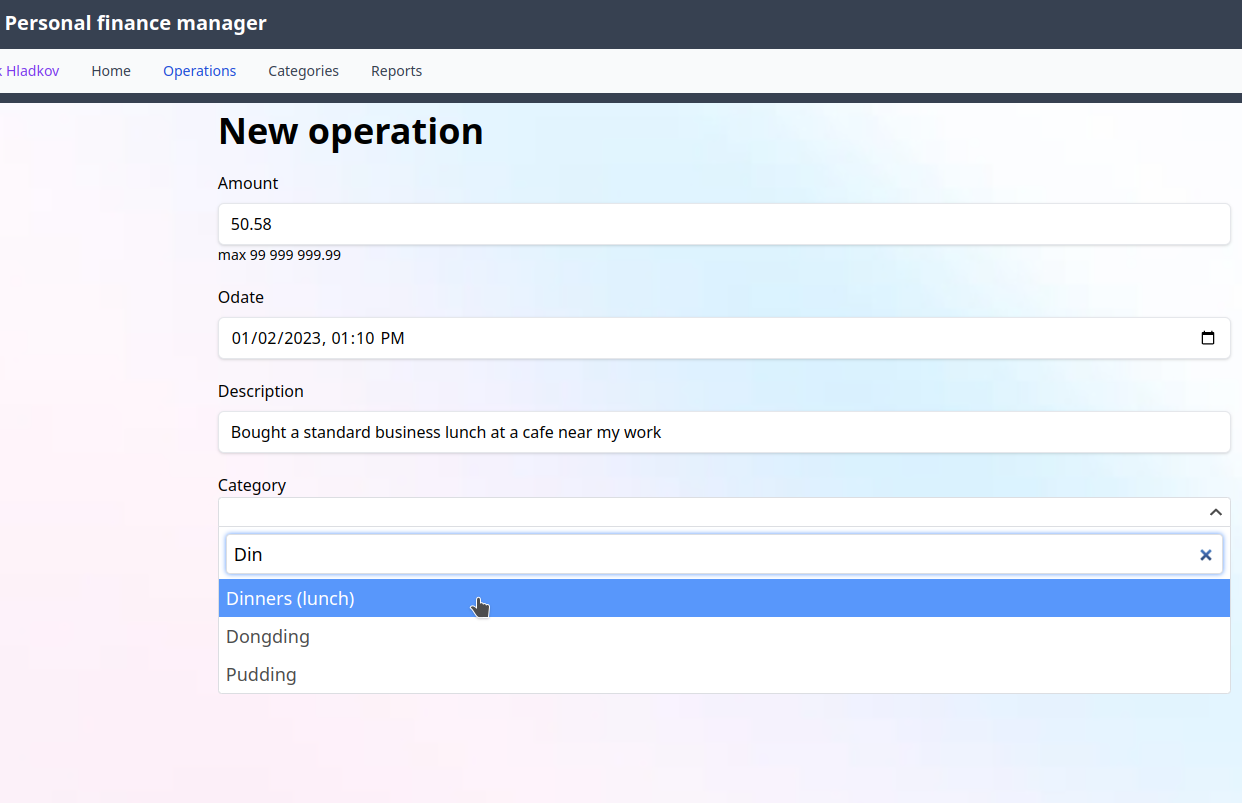 Personal finance manager
Hladkov Home Operations Categories Reports
New operation
Amount
50.58
max 99 999 999.99
Odate
01/02/2023, 01:10 PM
Description
Bought a standard business lunch at a cafe near my work
Category
Din
Dinners (lunch)
Dongding
Pudding